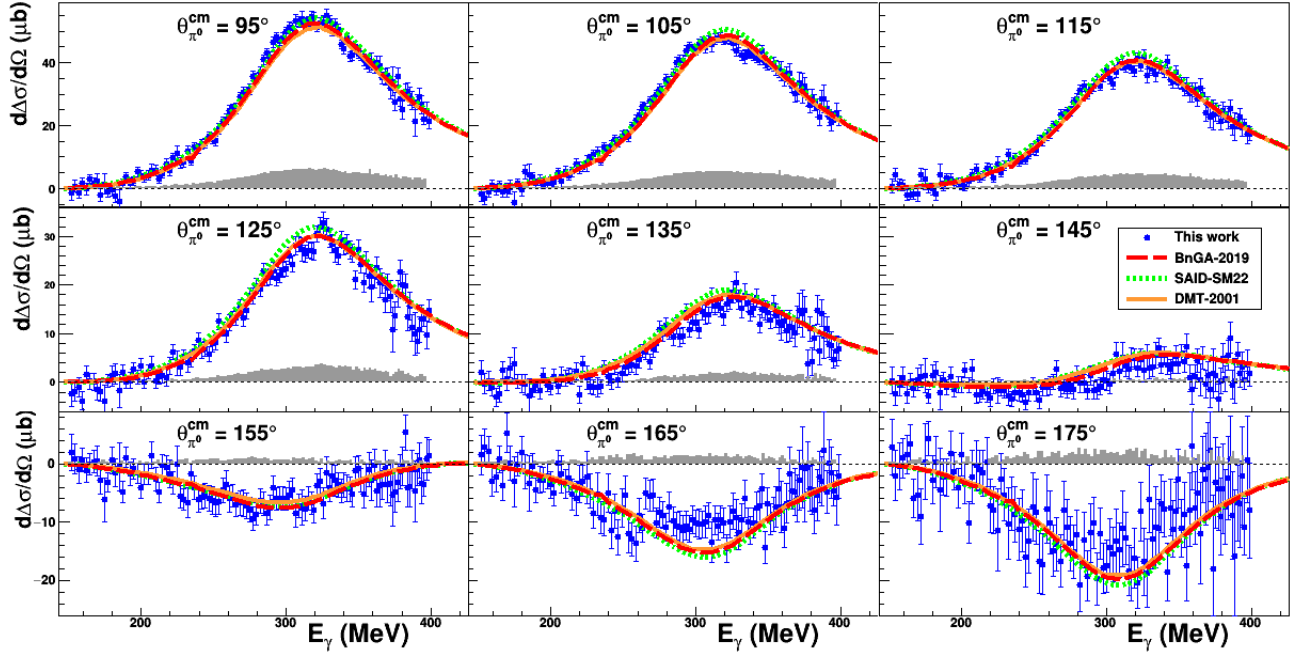 θπ⁰cm = 95°
θπ⁰cm = 105°
θπ⁰cm = 115°
dΔσ/dΩ (μb)
40
20
0
θπ⁰cm = 125°
θπ⁰cm = 135°
θπ⁰cm = 145°
This work
BnGA-2019
SAID-SM22
DMT-2001
dΔσ/dΩ (μb)
30
20
10
0
θπ⁰cm = 155°
θπ⁰cm = 165°
θπ⁰cm = 175°
dΔσ/dΩ (μb)
0
−10
−20
200 300 400 200 300 400 200 300 400
Eγ (MeV) Eγ (MeV) Eγ (MeV)